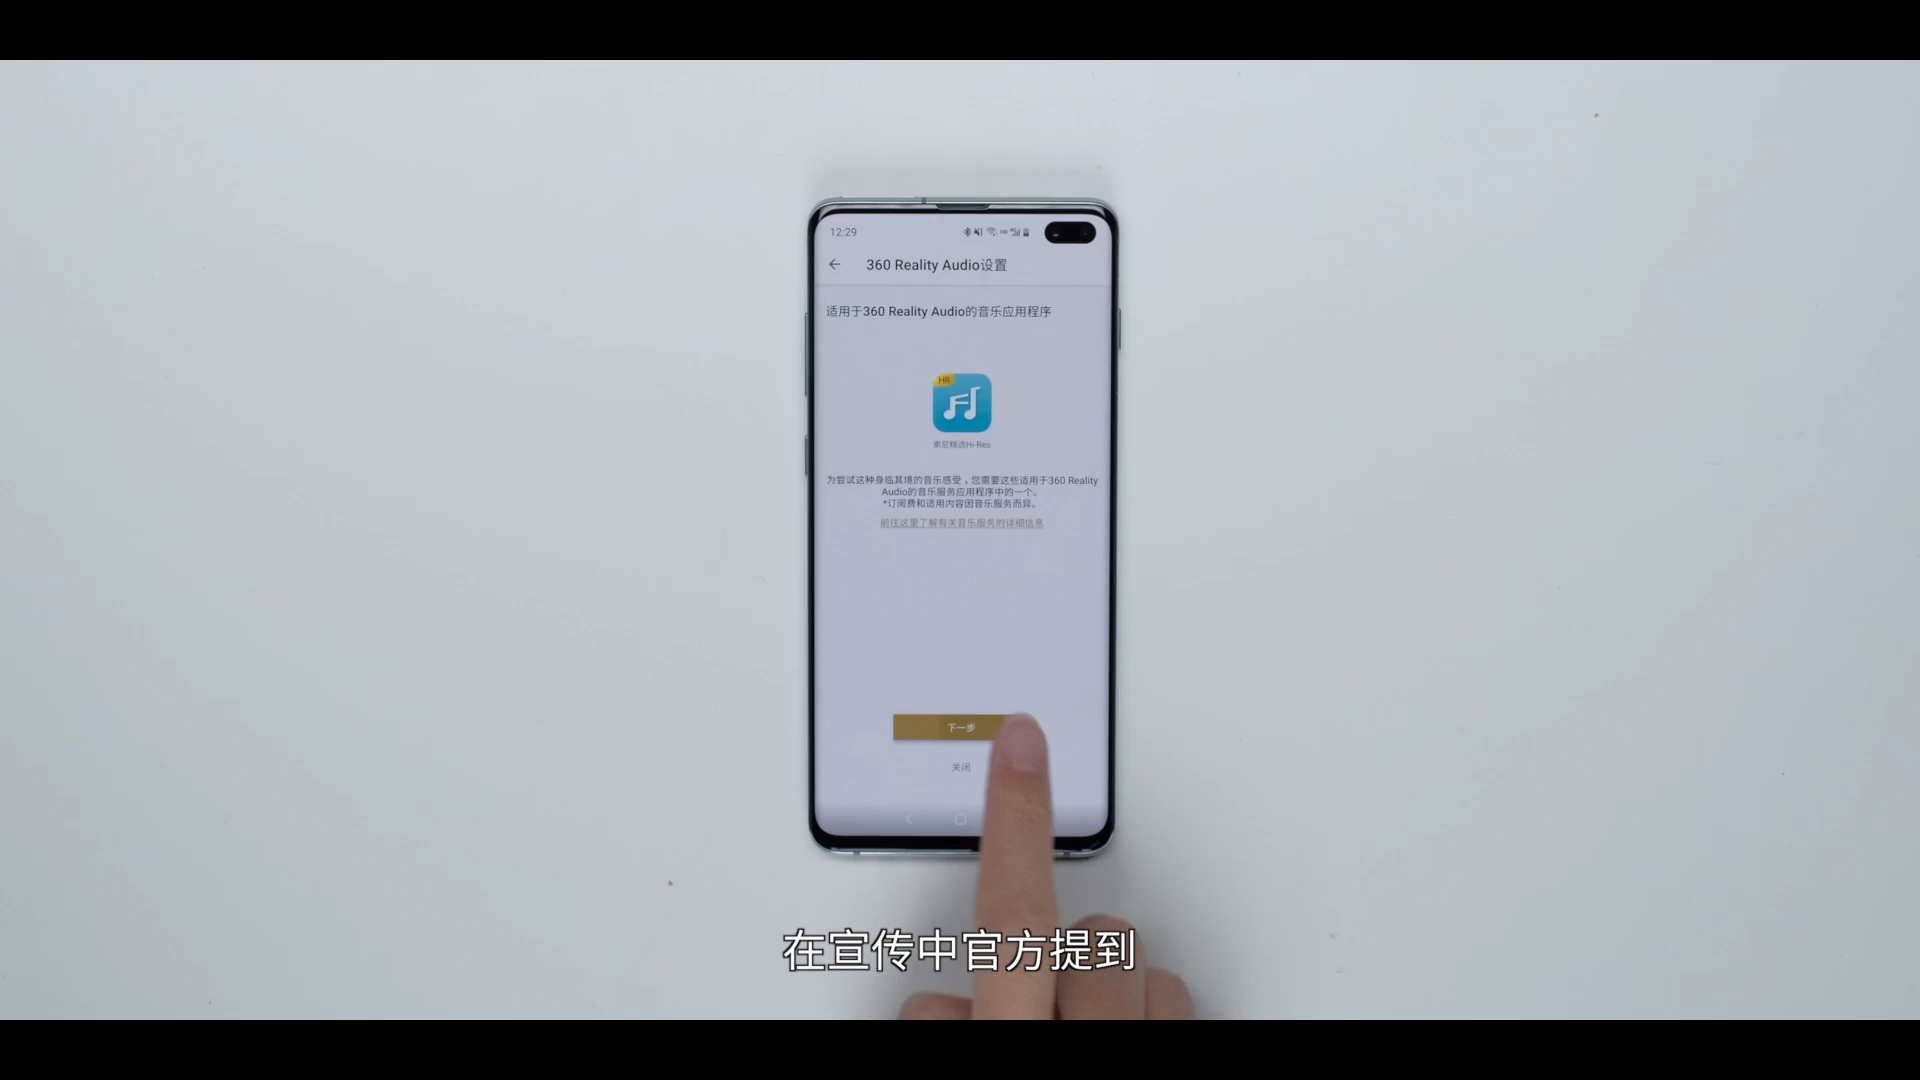 12:29
360 Reality Audio设置
适用于360 Reality Audio的音乐应用程序
HR
索尼精选Hi-Res
为尝试这种身临其境的音乐感受，您需要这些适用于360 Reality
Audio的音乐服务应用程序中的一个。
*订阅费和适用内容因音乐服务而异。
前往这里了解有关音乐服务的详细信息
下一步
关闭
在宣传中官方提到